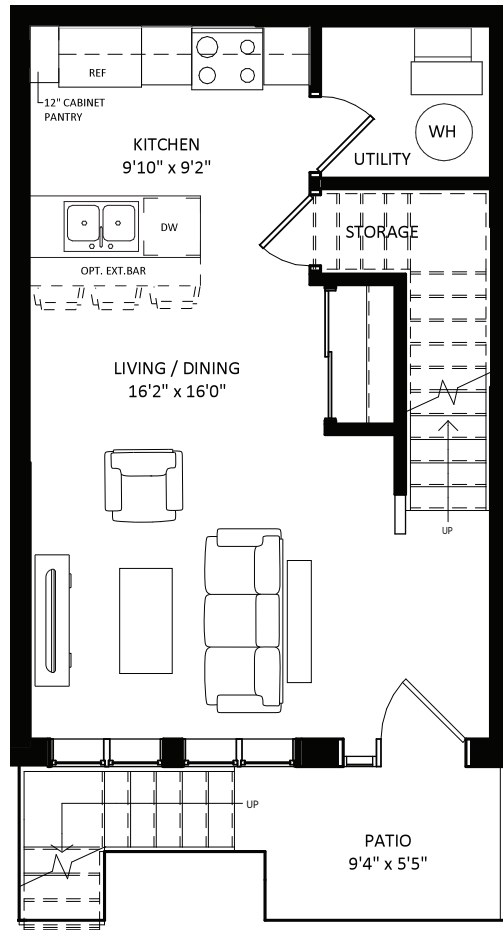 REF
12" CABINET
PANTRY
KITCHEN
9'10" x 9'2"
WH
UTILITY
STORAGE
DW
OPT. EXT.BAR
LIVING / DINING
16'2" x 16'0"
UP
UP
PATIO
9'4" x 5'5"